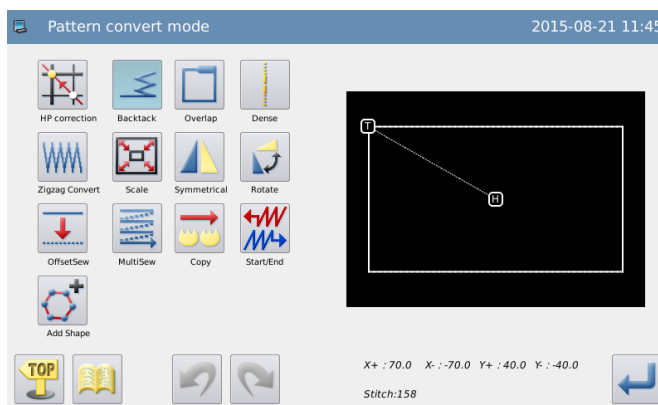 Pattern convert mode 2015-08-21 11:45
HP correction Backtack Overlap Dense
T
H
Zigzag Convert Scale Symmetrical Rotate
OffsetSew MultiSew Copy Start/End
Add Shape
TOP
X+ : 70.0 X- : -70.0 Y+ : 40.0 Y- : -40.0
Stitch:158